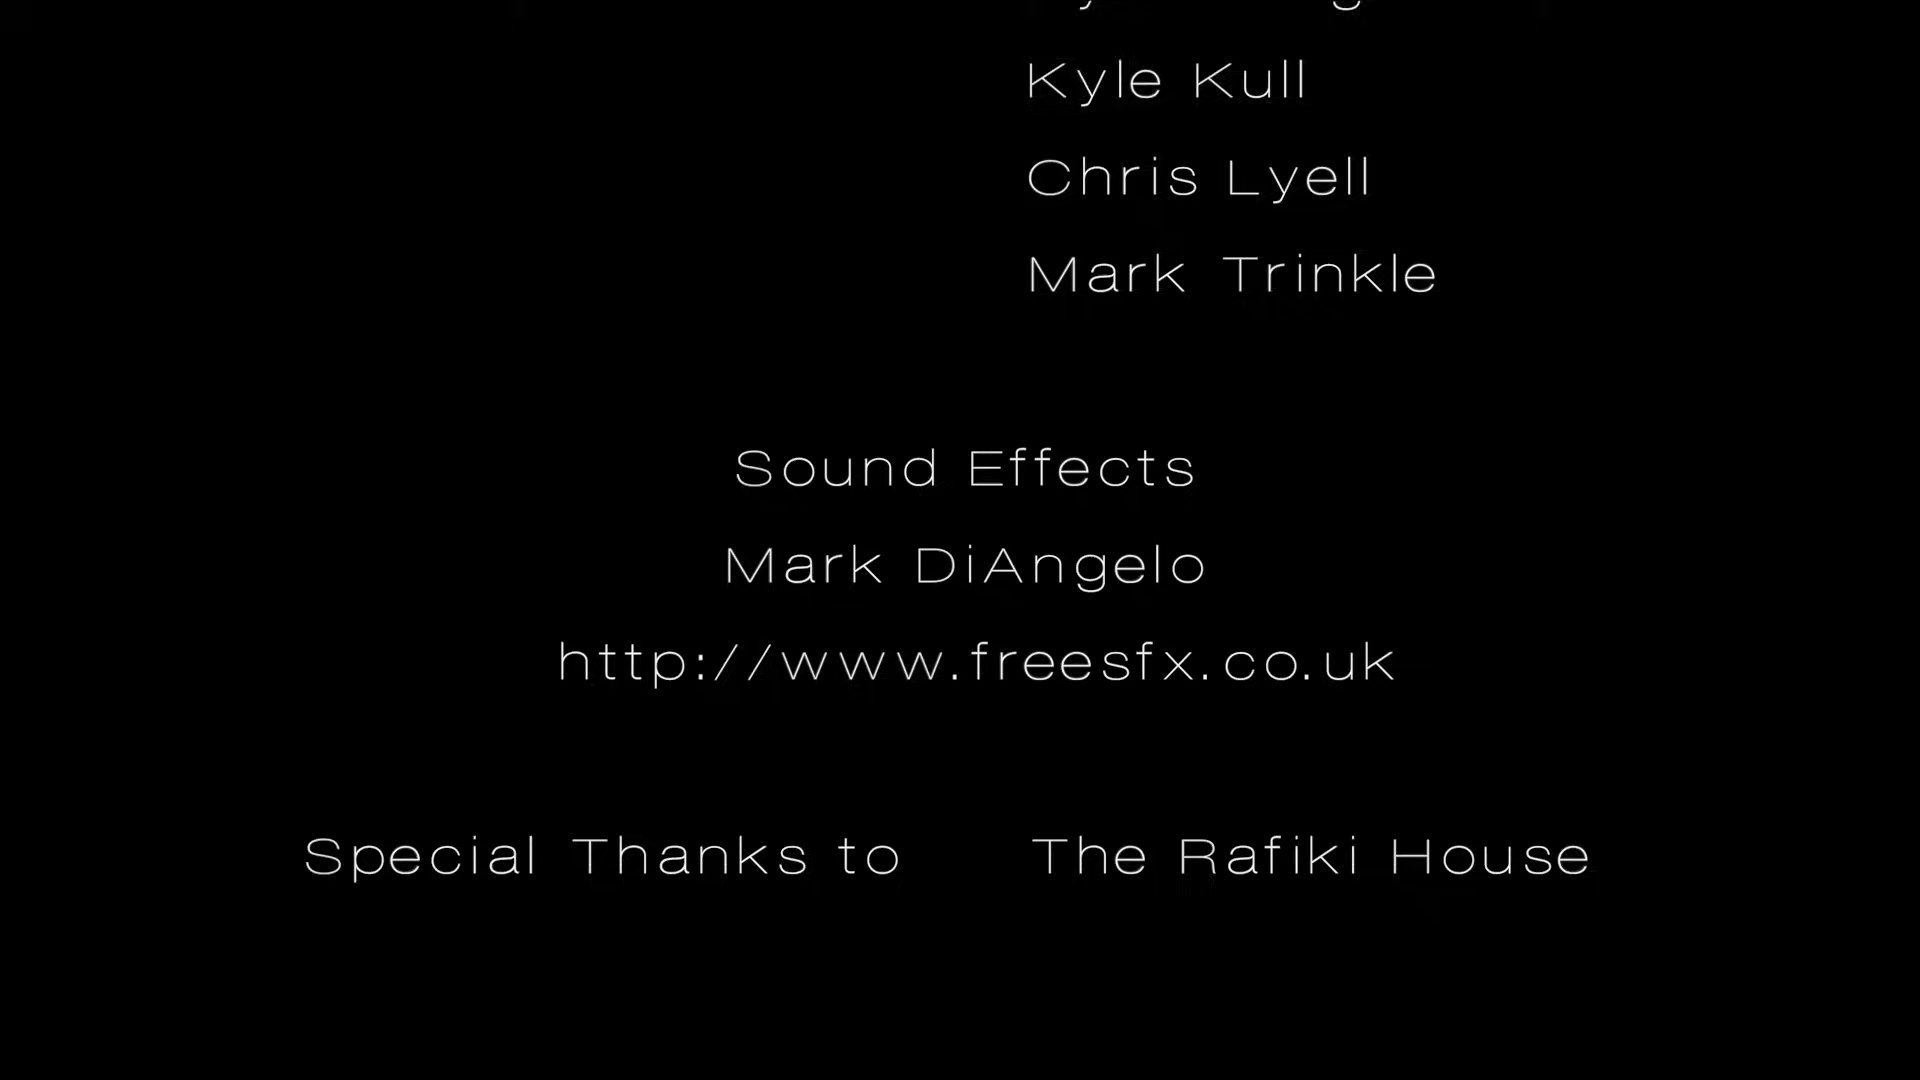 Kyle Kull
Chris Lyell
Mark Trinkle
Sound Effects
Mark DiAngelo
http://www.freesfx.co.uk
Special Thanks to The Rafiki House